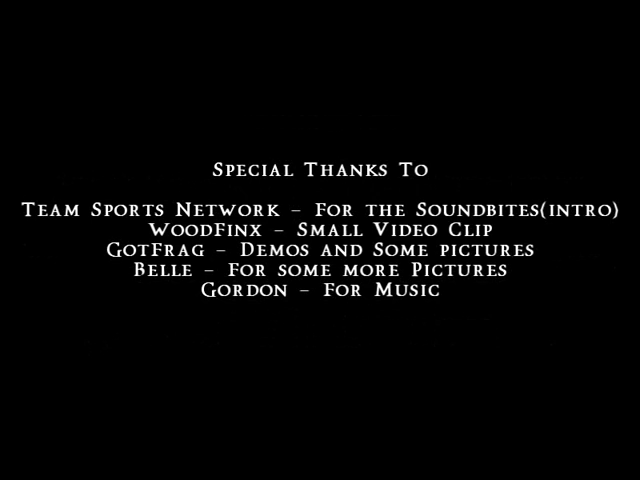 Special Thanks To
Team Sports Network - For the Soundbites(intro)
WoodFinx - Small Video Clip
GotFrag - Demos and Some pictures
Belle - For some more Pictures
Gordon - for Music